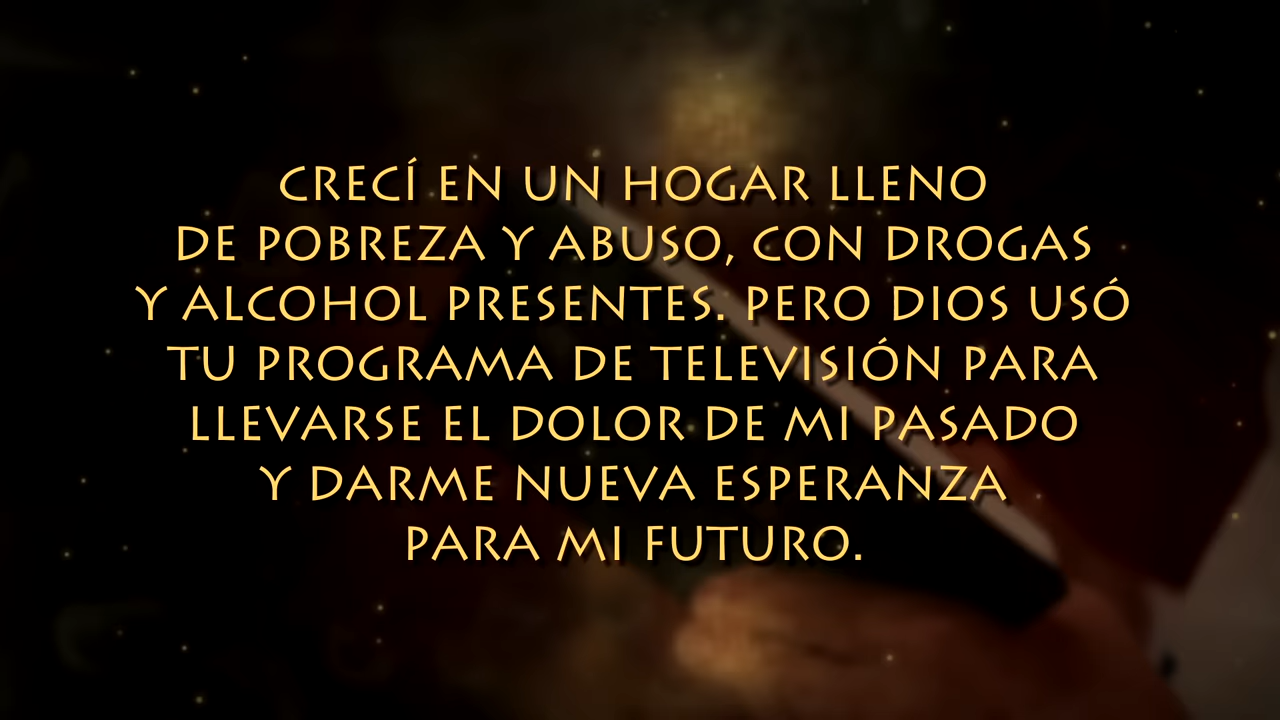 CRECÍ EN UN HOGAR LLENO
DE POBREZA Y ABUSO, CON DROGAS
Y ALCOHOL PRESENTES. PERO DIOS USÓ
TU PROGRAMA DE TELEVISIÓN PARA
LLEVARSE EL DOLOR DE MI PASADO
Y DARME NUEVA ESPERANZA
PARA MI FUTURO.